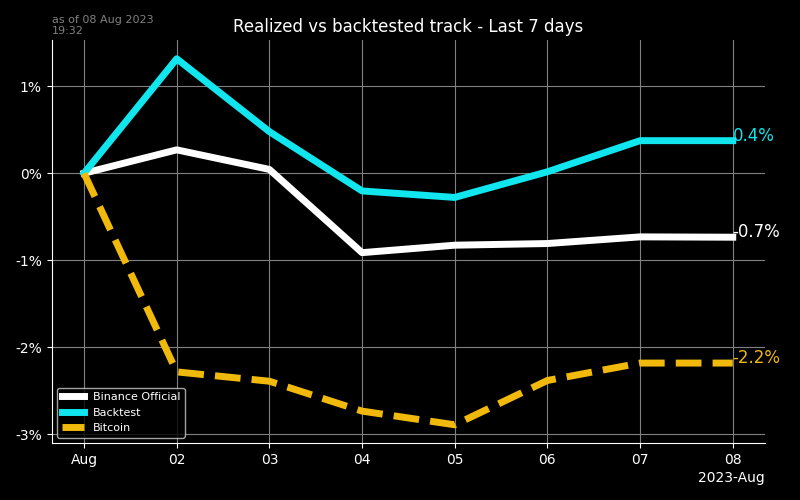 as of 08 Aug 2023
19:32
Realized vs backtested track - Last 7 days
1%
0%
-1%
-2%
-3%
0.4%
-0.7%
-2.2%
Binance Official
Backtest
Bitcoin
Aug 02 03 04 05 06 07 08
2023-Aug